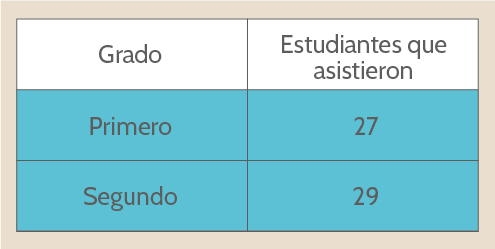 Grado
Estudiantes que
asistieron
Primero 27
Segundo 29